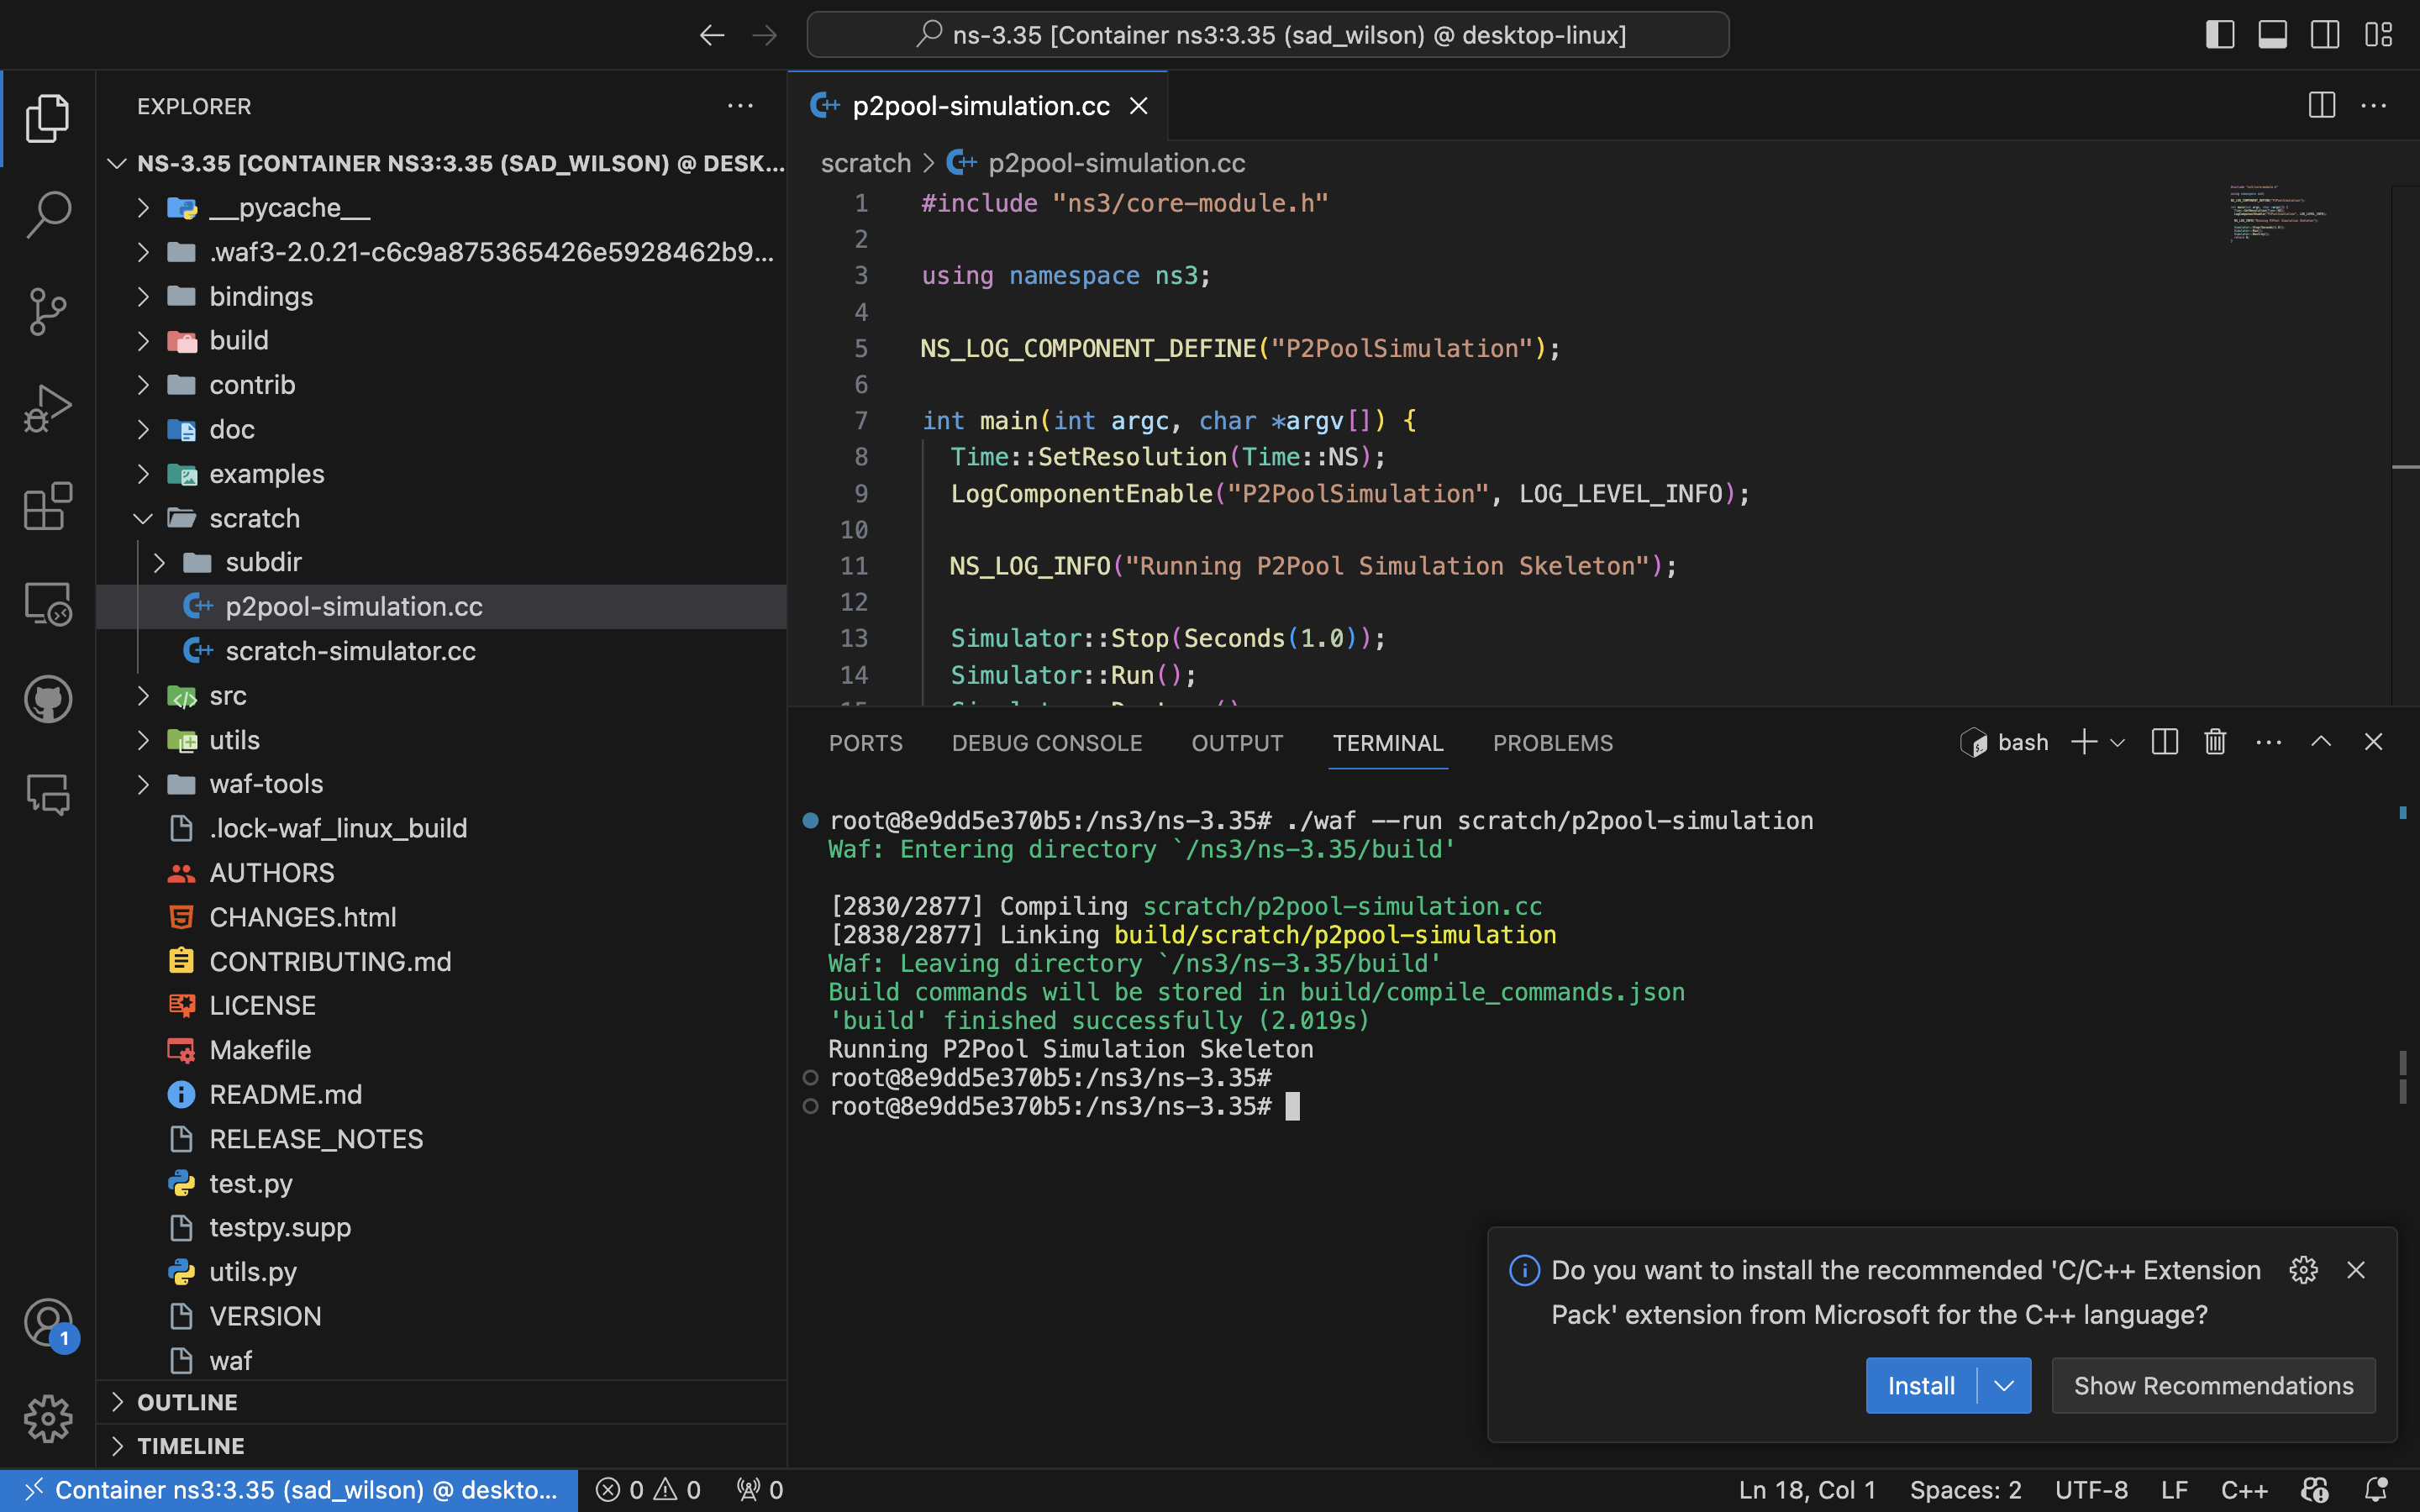 ns-3.35 [Container ns3:3.35 (sad_wilson) @ desktop-linux]
EXPLORER
NS-3.35 [CONTAINER NS3:3.35 (SAD_WILSON) @ DESK...
__pycache__
.waf3-2.0.21-c6c9a875365426e5928462b9...
bindings
build
contrib
doc
examples
scratch
subdir
p2pool-simulation.cc
scratch-simulator.cc
src
utils
waf-tools
.lock-waf_linux_build
AUTHORS
CHANGES.html
CONTRIBUTING.md
LICENSE
Makefile
README.md
RELEASE_NOTES
test.py
testpy.supp
utils.py
VERSION
waf
OUTLINE
TIMELINE
1
p2pool-simulation.cc
scratch > p2pool-simulation.cc
1 #include "ns3/core-module.h"
2
3 using namespace ns3;
4
5 NS_LOG_COMPONENT_DEFINE("P2PoolSimulation");
6
7 int main(int argc, char *argv[]) {
8 Time::SetResolution(Time::NS);
9 LogComponentEnable("P2PoolSimulation", LOG_LEVEL_INFO);
10
11 NS_LOG_INFO("Running P2Pool Simulation Skeleton");
12
13 Simulator::Stop(Seconds(1.0));
14 Simulator::Run();
PORTS DEBUG CONSOLE OUTPUT TERMINAL PROBLEMS
bash
root@8e9dd5e370b5:/ns3/ns-3.35# ./waf --run scratch/p2pool-simulation
Waf: Entering directory `/ns3/ns-3.35/build'
[2830/2877] Compiling scratch/p2pool-simulation.cc
[2838/2877] Linking build/scratch/p2pool-simulation
Waf: Leaving directory `/ns3/ns-3.35/build'
Build commands will be stored in build/compile_commands.json
'build' finished successfully (2.019s)
Running P2Pool Simulation Skeleton
root@8e9dd5e370b5:/ns3/ns-3.35#
root@8e9dd5e370b5:/ns3/ns-3.35#
Do you want to install the recommended 'C/C++ Extension
Pack' extension from Microsoft for the C++ language?
Install
Show Recommendations
Container ns3:3.35 (sad_wilson) @ deskto... 0 0 0 Ln 18, Col 1 Spaces: 2 UTF-8 LF C++